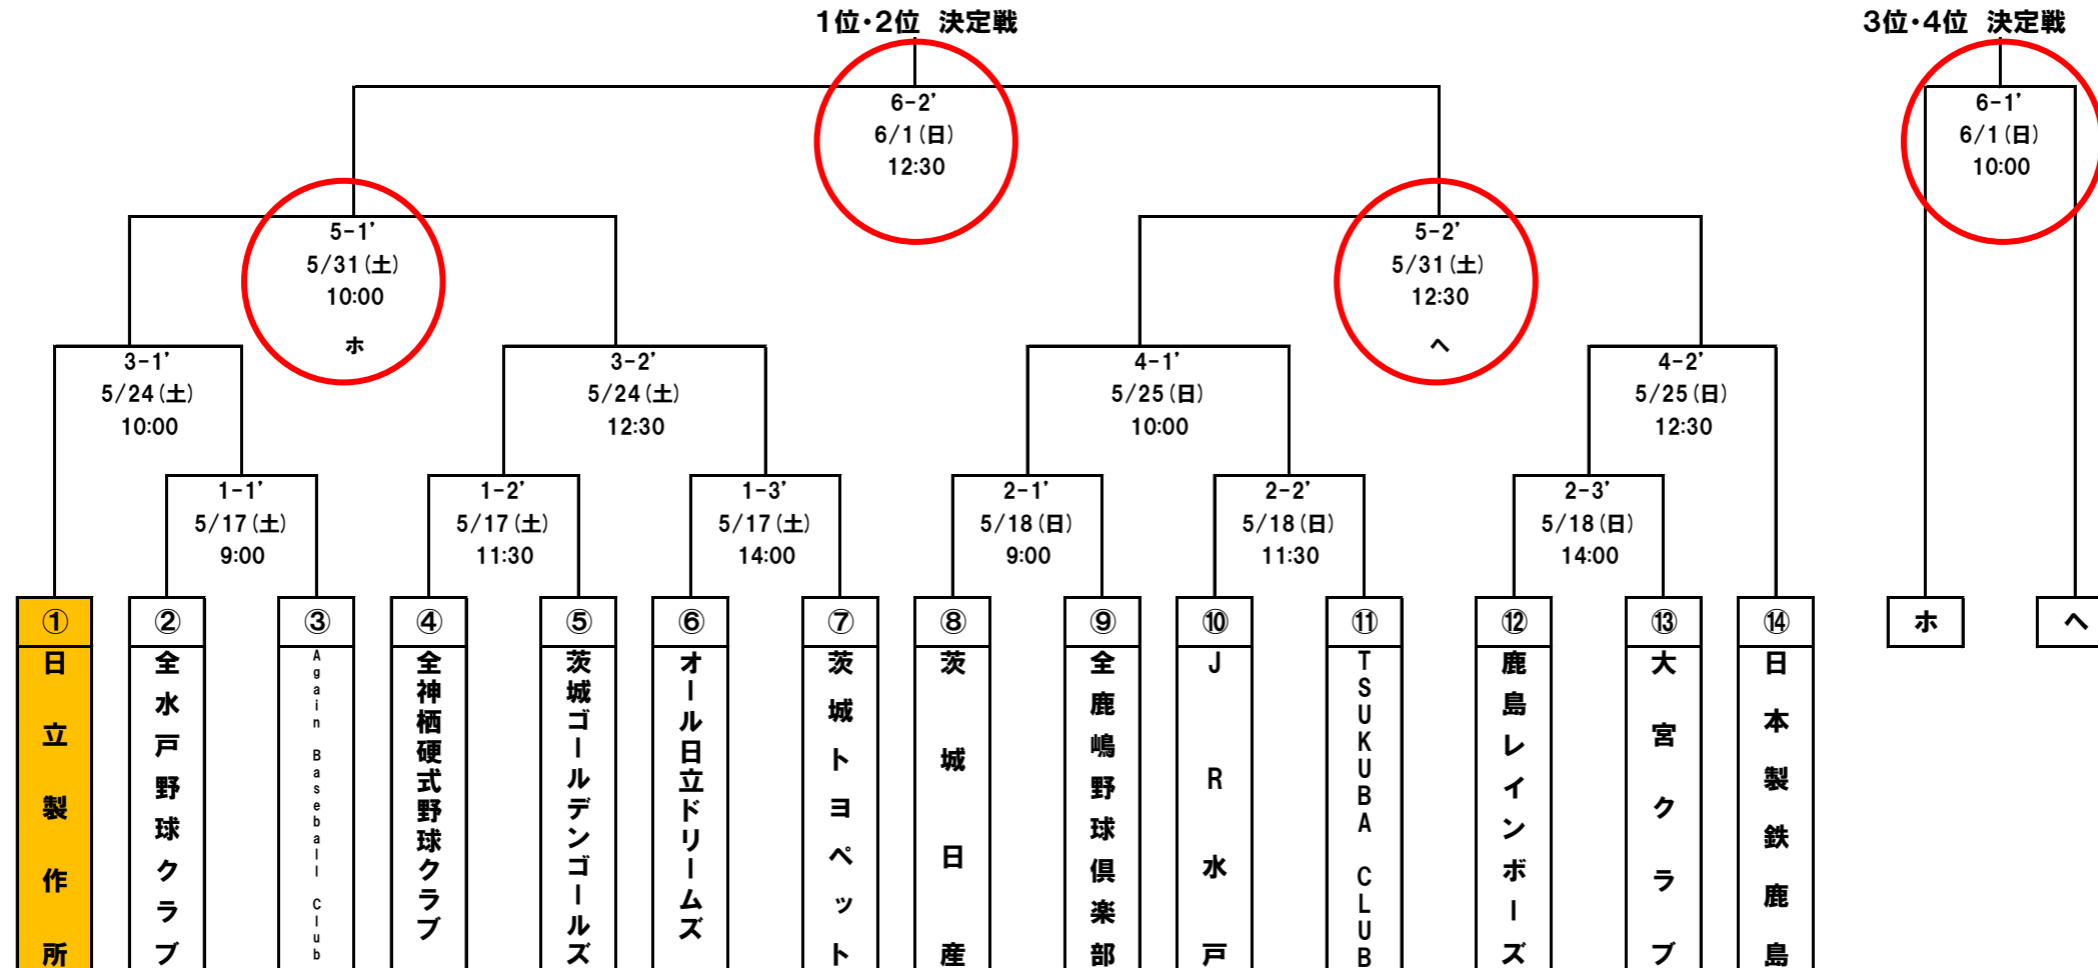 1位・2位 決定戦
3位・4位 決定戦
6-2’
6/1(日)
12:30
6-1’
6/1(日)
10:00
5-1’
5/31(土)
10:00
ホ
5-2’
5/31(土)
12:30
ヘ
3-1’
5/24(土)
10:00
3-2’
5/24(土)
12:30
4-1’
5/25(日)
10:00
4-2’
5/25(日)
12:30
1-1’
5/17(土)
9:00
1-2’
5/17(土)
11:30
1-3’
5/17(土)
14:00
2-1’
5/18(日)
9:00
2-2’
5/18(日)
11:30
2-3’
5/18(日)
14:00
①
日立製作所
②
全水戸野球クラブ
③
Again Baseball Club
④
全神栖硬式野球クラブ
⑤
茨城ゴールデンゴールズ
⑥
オール日立ドリームズ
⑦
茨城トヨペット
⑧
茨城日産
⑨
全鹿嶋野球倶楽部
⑩
JR水戸
⑪
TSUKUBA CLUB
⑫
鹿島レインボーズ
⑬
大宮クラブ
⑭
日本製鉄鹿島
ホ
ヘ